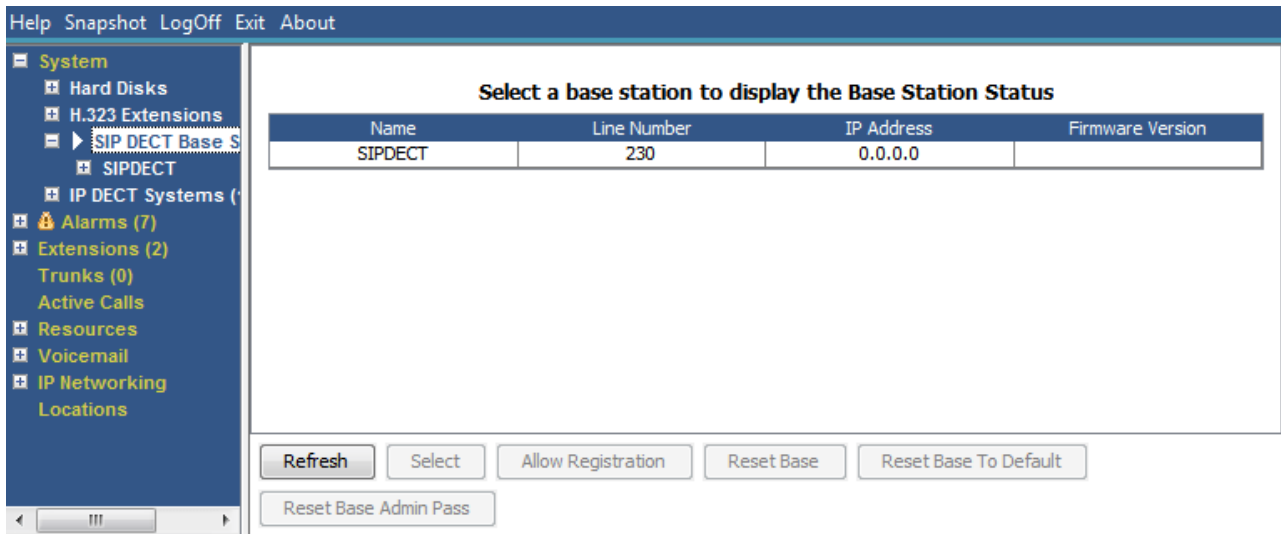 Help Snapshot LogOff Exit About
System
Hard Disks
H.323 Extensions
SIP DECT Base S
SIPDECT
IP DECT Systems (
Alarms (7)
Extensions (2)
Trunks (0)
Active Calls
Resources
Voicemail
IP Networking
Locations
Select a base station to display the Base Station Status
Name Line Number IP Address Firmware Version
SIPDECT 230 0.0.0.0
Refresh Select Allow Registration Reset Base Reset Base To Default
Reset Base Admin Pass